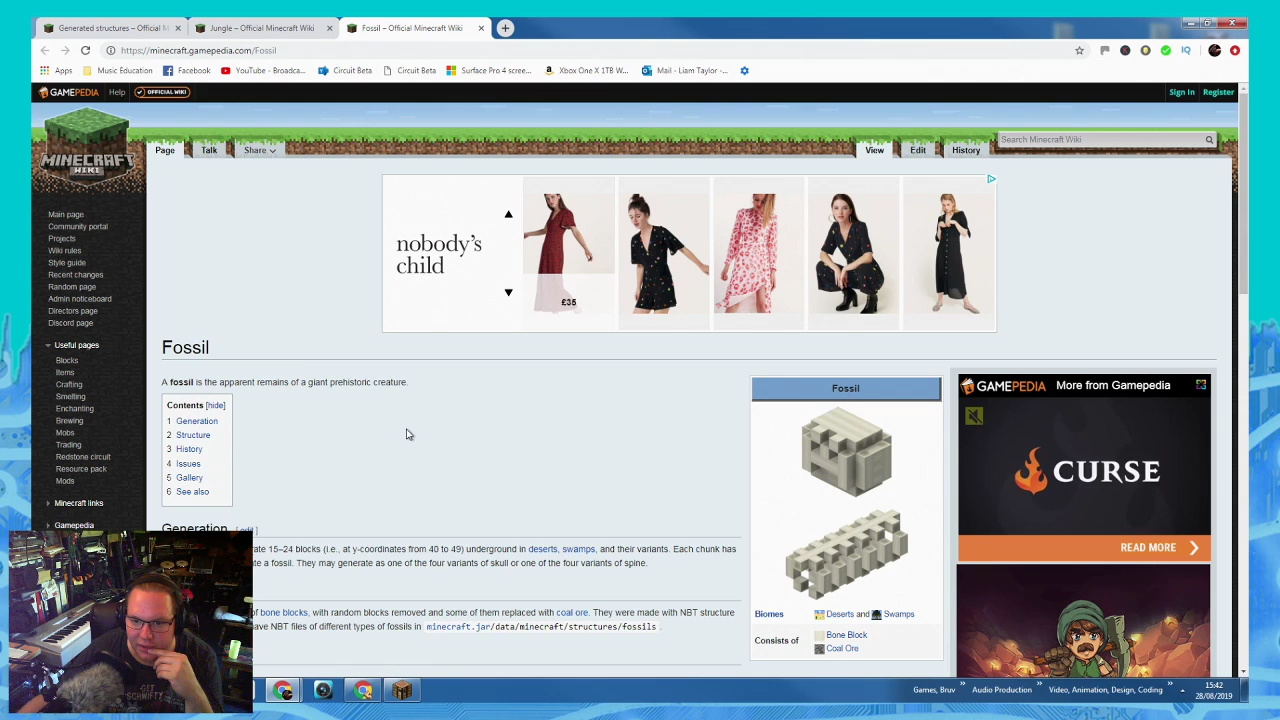 Generated structures – Official M
Jungle – Official Minecraft Wiki
Fossil – Official Minecraft Wiki
https://minecraft.gamepedia.com/Fossil
Apps
Music Education
Facebook
YouTube - Broadca...
Circuit Beta
Circuit Beta
Surface Pro 4 scree...
Xbox One X 1TB W...
Mail - Liam Taylor -...
GAMEPEDIA
Help
OFFICIAL WIKI
Sign In
Register
MINECRAFT
WIKI
Page
Talk
Share
View
Edit
History
Search Minecraft Wiki
Main page
Community portal
Projects
Wiki rules
Style guide
Recent changes
Random page
Admin noticeboard
Directors page
Discord page
Useful pages
Blocks
Items
Crafting
Smelting
Enchanting
Brewing
Mobs
Trading
Redstone circuit
Resource pack
Mods
Minecraft links
Gamepedia
nobody's
child
£35
Fossil
A fossil is the apparent remains of a giant prehistoric creature.
Contents [hide]
1 Generation
2 Structure
3 History
4 Issues
5 Gallery
6 See also
Generation [ edit ]
ate 15–24 blocks (i.e., at y-coordinates from 40 to 49) underground in deserts, swamps, and their variants. Each chunk has
te a fossil. They may generate as one of the four variants of skull or one of the four variants of spine.
of bone blocks, with random blocks removed and some of them replaced with coal ore. They were made with NBT structure
ave NBT files of different types of fossils in minecraft.jar/data/minecraft/structures/fossils .
Fossil
Biomes
Deserts and Swamps
Consists of
Bone Block
Coal Ore
GAMEPEDIA More from Gamepedia
CURSE
READ MORE
GET
SCHWIFTY
Games, Bruv
Audio Production
Video, Animation, Design, Coding
15:42
28/08/2019